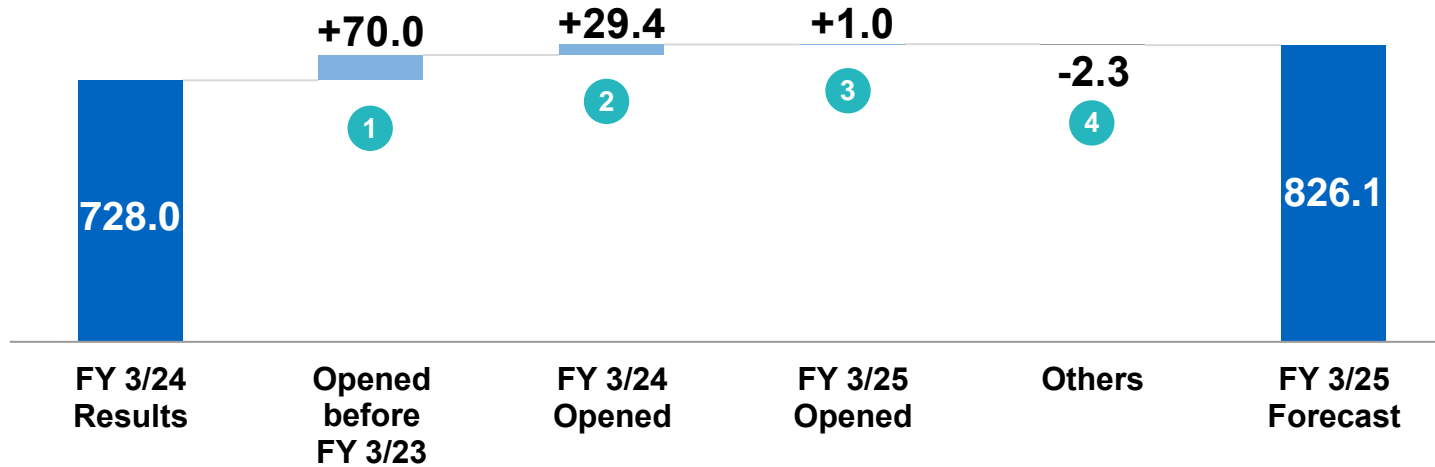 +70.0
+29.4
+1.0
-2.3
1
2
3
4
728.0
826.1
FY 3/24
Results
Opened
before
FY 3/23
FY 3/24
Opened
FY 3/25
Opened
Others
FY 3/25
Forecast